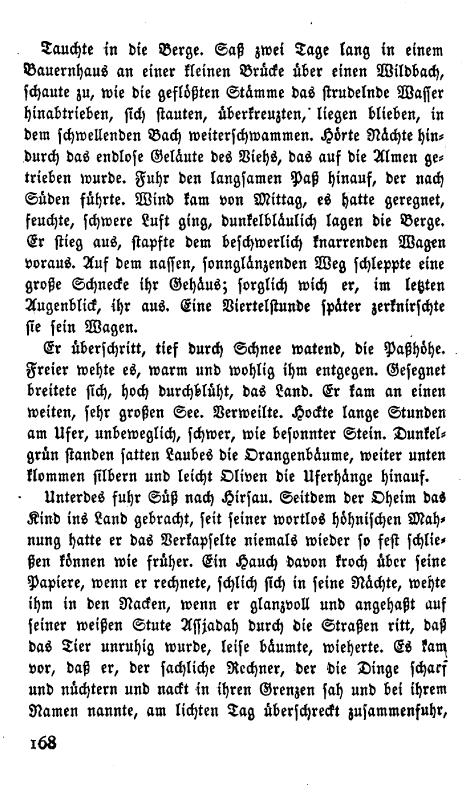 Tauchte in die Berge. Saß zwei Tage lang in einem
Bauernhaus an einer kleinen Brücke über einen Wildbach,
schaute zu, wie die geflößten Stämme das strudelnde Wasser
hinabtrieben, sich stauten, überkreuzten, liegen blieben, in
dem schwellenden Bach weiterschwammen. Hörte Nächte hin-
durch das endlose Geläute des Viehs, das auf die Almen ge-
trieben wurde. Fuhr den langsamen Paß hinauf, der nach
Süden führte. Wind kam von Mittag, es hatte geregnet,
feuchte, schwere Luft ging, dunkelbläulich lagen die Berge.
Er stieg aus, stapfte dem beschwerlich knarrenden Wagen
voraus. Auf dem nassen, sonnglänzenden Weg schleppte eine
große Schnecke ihr Gehäus; sorglich wich er, im letzten
Augenblick, ihr aus. Eine Viertelstunde später zerknirschte
sie sein Wagen.
Er überschritt, tief durch Schnee watend, die Paßhöhe.
Freier wehte es, warm und wohlig ihm entgegen. Gesegnet
breitete sich, hoch durchblüht, das Land. Er kam an einen
weiten, sehr großen See. Verweilte. Hockte lange Stunden
am Ufer, unbeweglich, schwer, wie besonnter Stein. Dunkel-
grün standen satten Laubes die Orangenbäume, weiter unten
klommen silbern und leicht Oliven die Uferhänge hinauf.
Unterdes fuhr Süß nach Hirsau. Seitdem der Oheim das
Kind ins Land gebracht, seit seiner wortlos höhnischen Mah-
nung hatte er das Verkapselte niemals wieder so fest schlie-
ßen können wie früher. Ein Hauch davon kroch über seine
Papiere, wenn er rechnete, schlich sich in seine Nächte, wehte
ihm in den Nacken, wenn er glanzvoll und angehaßt auf
seiner weißen Stute Assjadah durch die Straßen ritt, daß
das Tier unruhig wurde, leise bäumte, wieherte. Es kam
vor, daß er, der sachliche Rechner, der die Dinge scharf
und nüchtern und nackt in ihren Grenzen sah und bei ihrem
Namen nannte, am lichten Tag überschreckt zusammenfuhr,
168